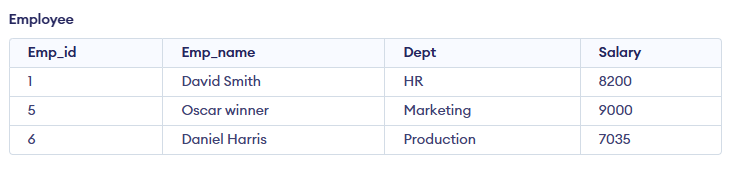 Employee
Emp_id Emp_name Dept Salary
1 David Smith HR 8200
5 Oscar winner Marketing 9000
6 Daniel Harris Production 7035